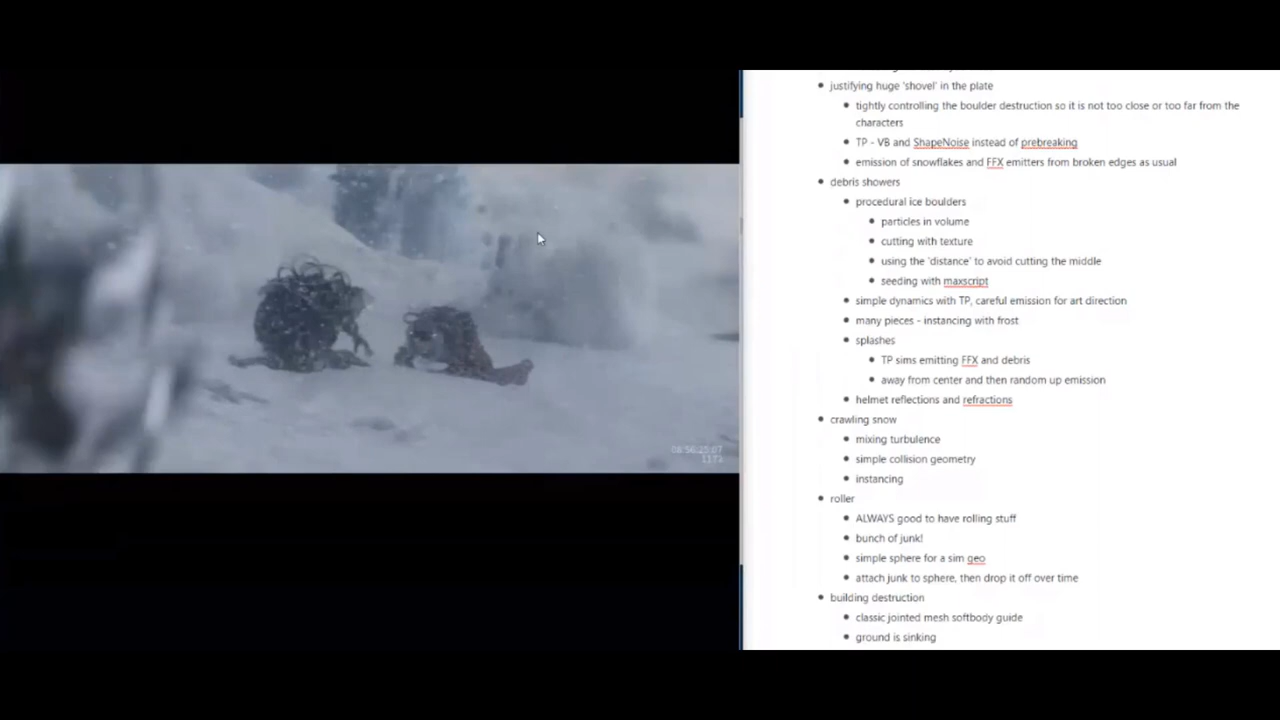 justifying huge 'shovel' in the plate
tightly controlling the boulder destruction so it is not too close or too far from the
characters
TP - VB and ShapeNoise instead of prebreaking
emission of snowflakes and FFX emitters from broken edges as usual
debris showers
procedural ice boulders
particles in volume
cutting with texture
using the 'distance' to avoid cutting the middle
seeding with maxscript
simple dynamics with TP, careful emission for art direction
many pieces - instancing with frost
splashes
TP sims emitting FFX and debris
away from center and then random up emission
helmet reflections and refractions
crawling snow
mixing turbulence
simple collision geometry
instancing
roller
ALWAYS good to have rolling stuff
bunch of junk!
simple sphere for a sim geo
attach junk to sphere, then drop it off over time
building destruction
classic jointed mesh softbody guide
ground is sinking